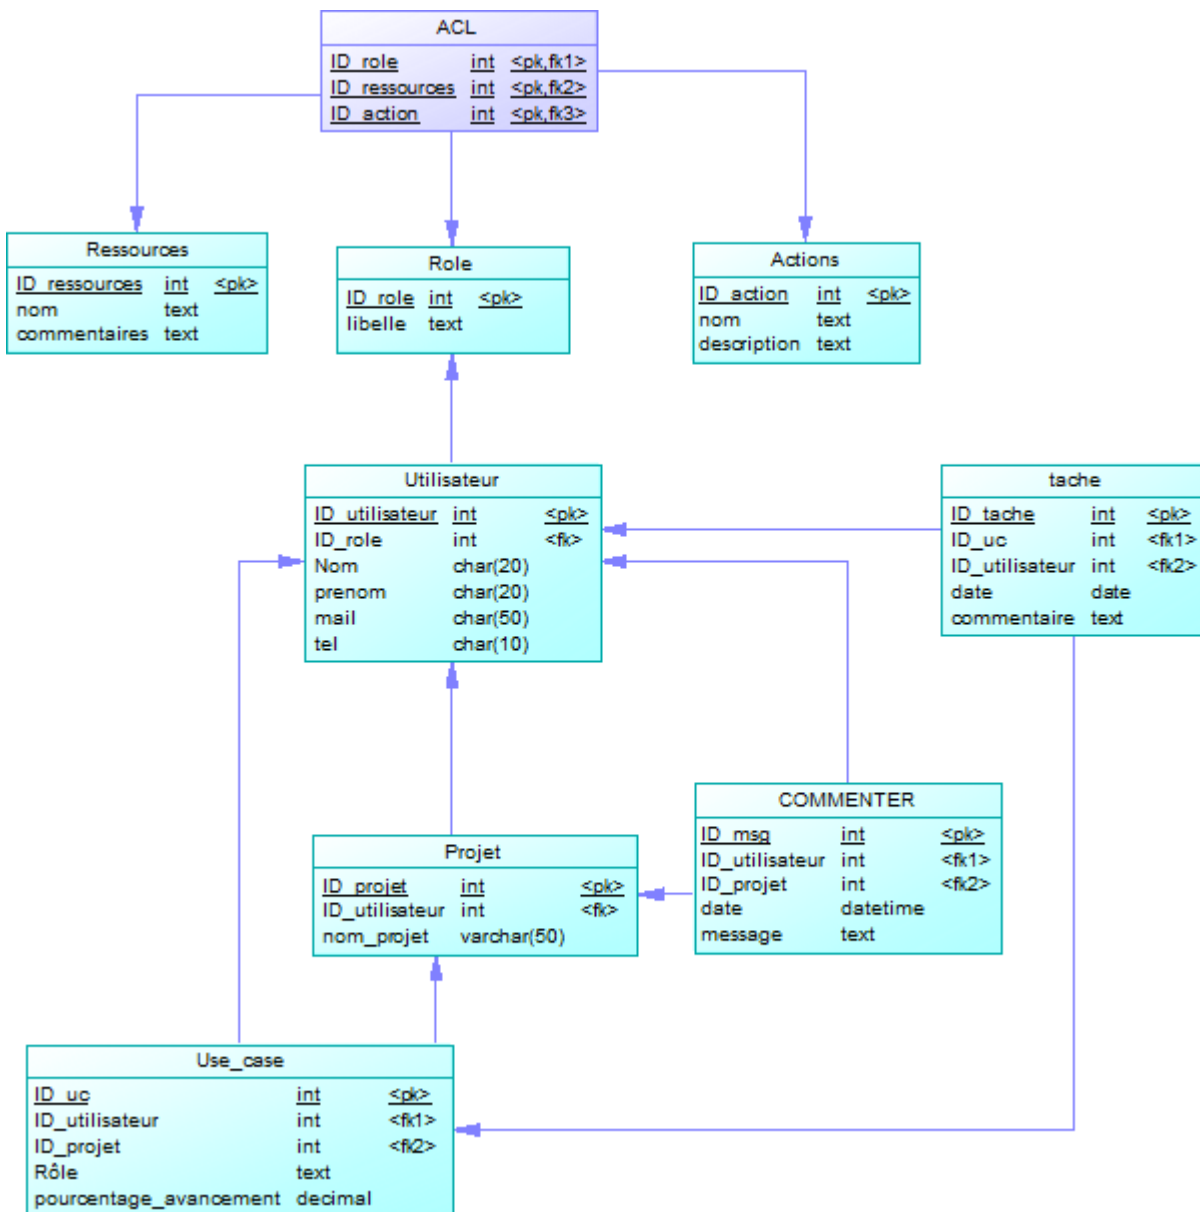 ACL
ID_role int <pk,fk1>
ID_ressources int <pk,fk2>
ID_action int <pk,fk3>
Ressources
ID_ressources int <pk>
nom text
commentaires text
Role
ID_role int <pk>
libelle text
Actions
ID_action int <pk>
nom text
description text
Utilisateur
ID_utilisateur int <pk>
ID_role int <fk>
Nom char(20)
prenom char(20)
mail char(50)
tel char(10)
tache
ID_tache int <pk>
ID_uc int <fk1>
ID_utilisateur int <fk2>
date date
commentaire text
COMMENTER
ID_msg int <pk>
ID_utilisateur int <fk1>
ID_projet int <fk2>
date datetime
message text
Projet
ID_projet int <pk>
ID_utilisateur int <fk>
nom_projet varchar(50)
Use_case
ID_uc int <pk>
ID_utilisateur int <fk1>
ID_projet int <fk2>
Rôle text
pourcentage_avancement decimal